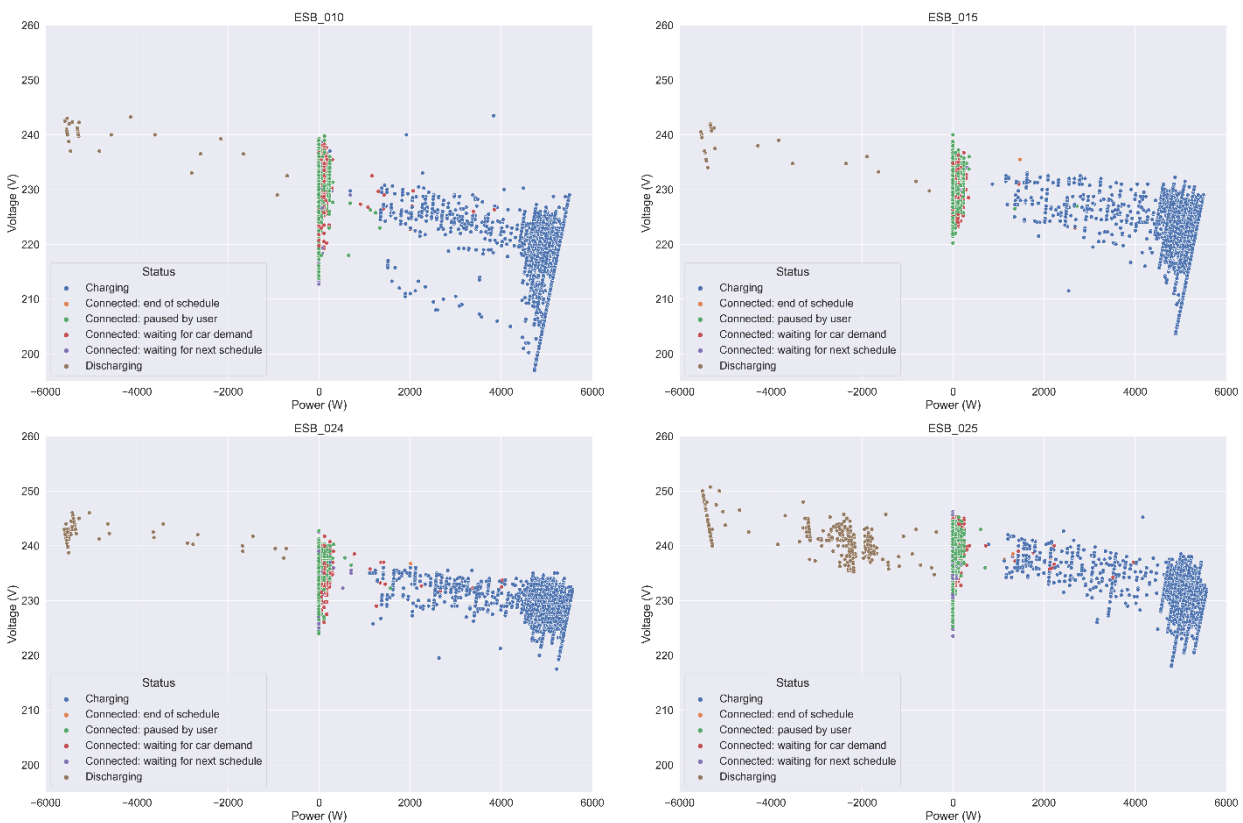 ESB_010
260
250
240
230
220
210
200
Voltage (V)
Status
Charging
Connected: end of schedule
Connected: paused by user
Connected: waiting for car demand
Connected: waiting for next schedule
Discharging
−6000 −4000 −2000 0 2000 4000 6000
Power (W)
ESB_015
260
250
240
230
220
210
200
Voltage (V)
Status
Charging
Connected: end of schedule
Connected: paused by user
Connected: waiting for car demand
Connected: waiting for next schedule
Discharging
−6000 −4000 −2000 0 2000 4000 6000
Power (W)
ESB_024
260
250
240
230
220
210
200
Voltage (V)
Status
Charging
Connected: end of schedule
Connected: paused by user
Connected: waiting for car demand
Connected: waiting for next schedule
Discharging
−6000 −4000 −2000 0 2000 4000 6000
Power (W)
ESB_025
260
250
240
230
220
210
200
Voltage (V)
Status
Charging
Connected: end of schedule
Connected: paused by user
Connected: waiting for car demand
Connected: waiting for next schedule
Discharging
−6000 −4000 −2000 0 2000 4000 6000
Power (W)